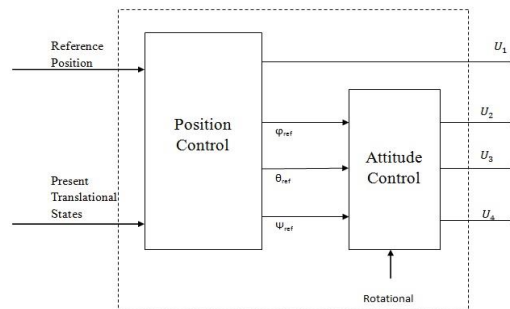 Reference
Position
Present
Translational
States
Position
Control
φref
θref
Ψref
Attitude
Control
U1
U2
U3
U4
Rotational